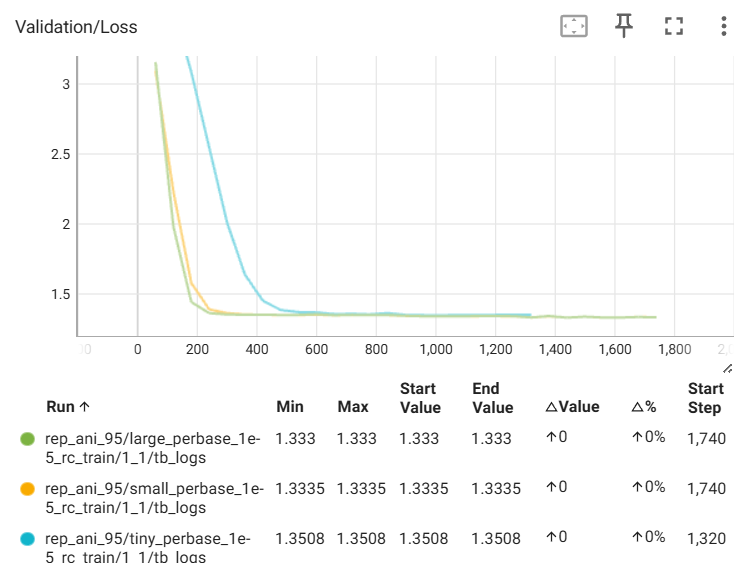 Validation/Loss
3
2.5
2
1.5
0 200 400 600 800 1,000 1,200 1,400 1,600 1,800
Run ↑ Min Max Start Value End Value △Value △% Start Step
rep_ani_95/large_perbase_1e-
5_rc_train/1_1/tb_logs
1.333 1.333 1.333 1.333 ↑0 ↑0% 1,740
rep_ani_95/small_perbase_1e-
5_rc_train/1_1/tb_logs
1.3335 1.3335 1.3335 1.3335 ↑0 ↑0% 1,740
rep_ani_95/tiny_perbase_1e-
5_rc_train/1_1/tb_logs
1.3508 1.3508 1.3508 1.3508 ↑0 ↑0% 1,320